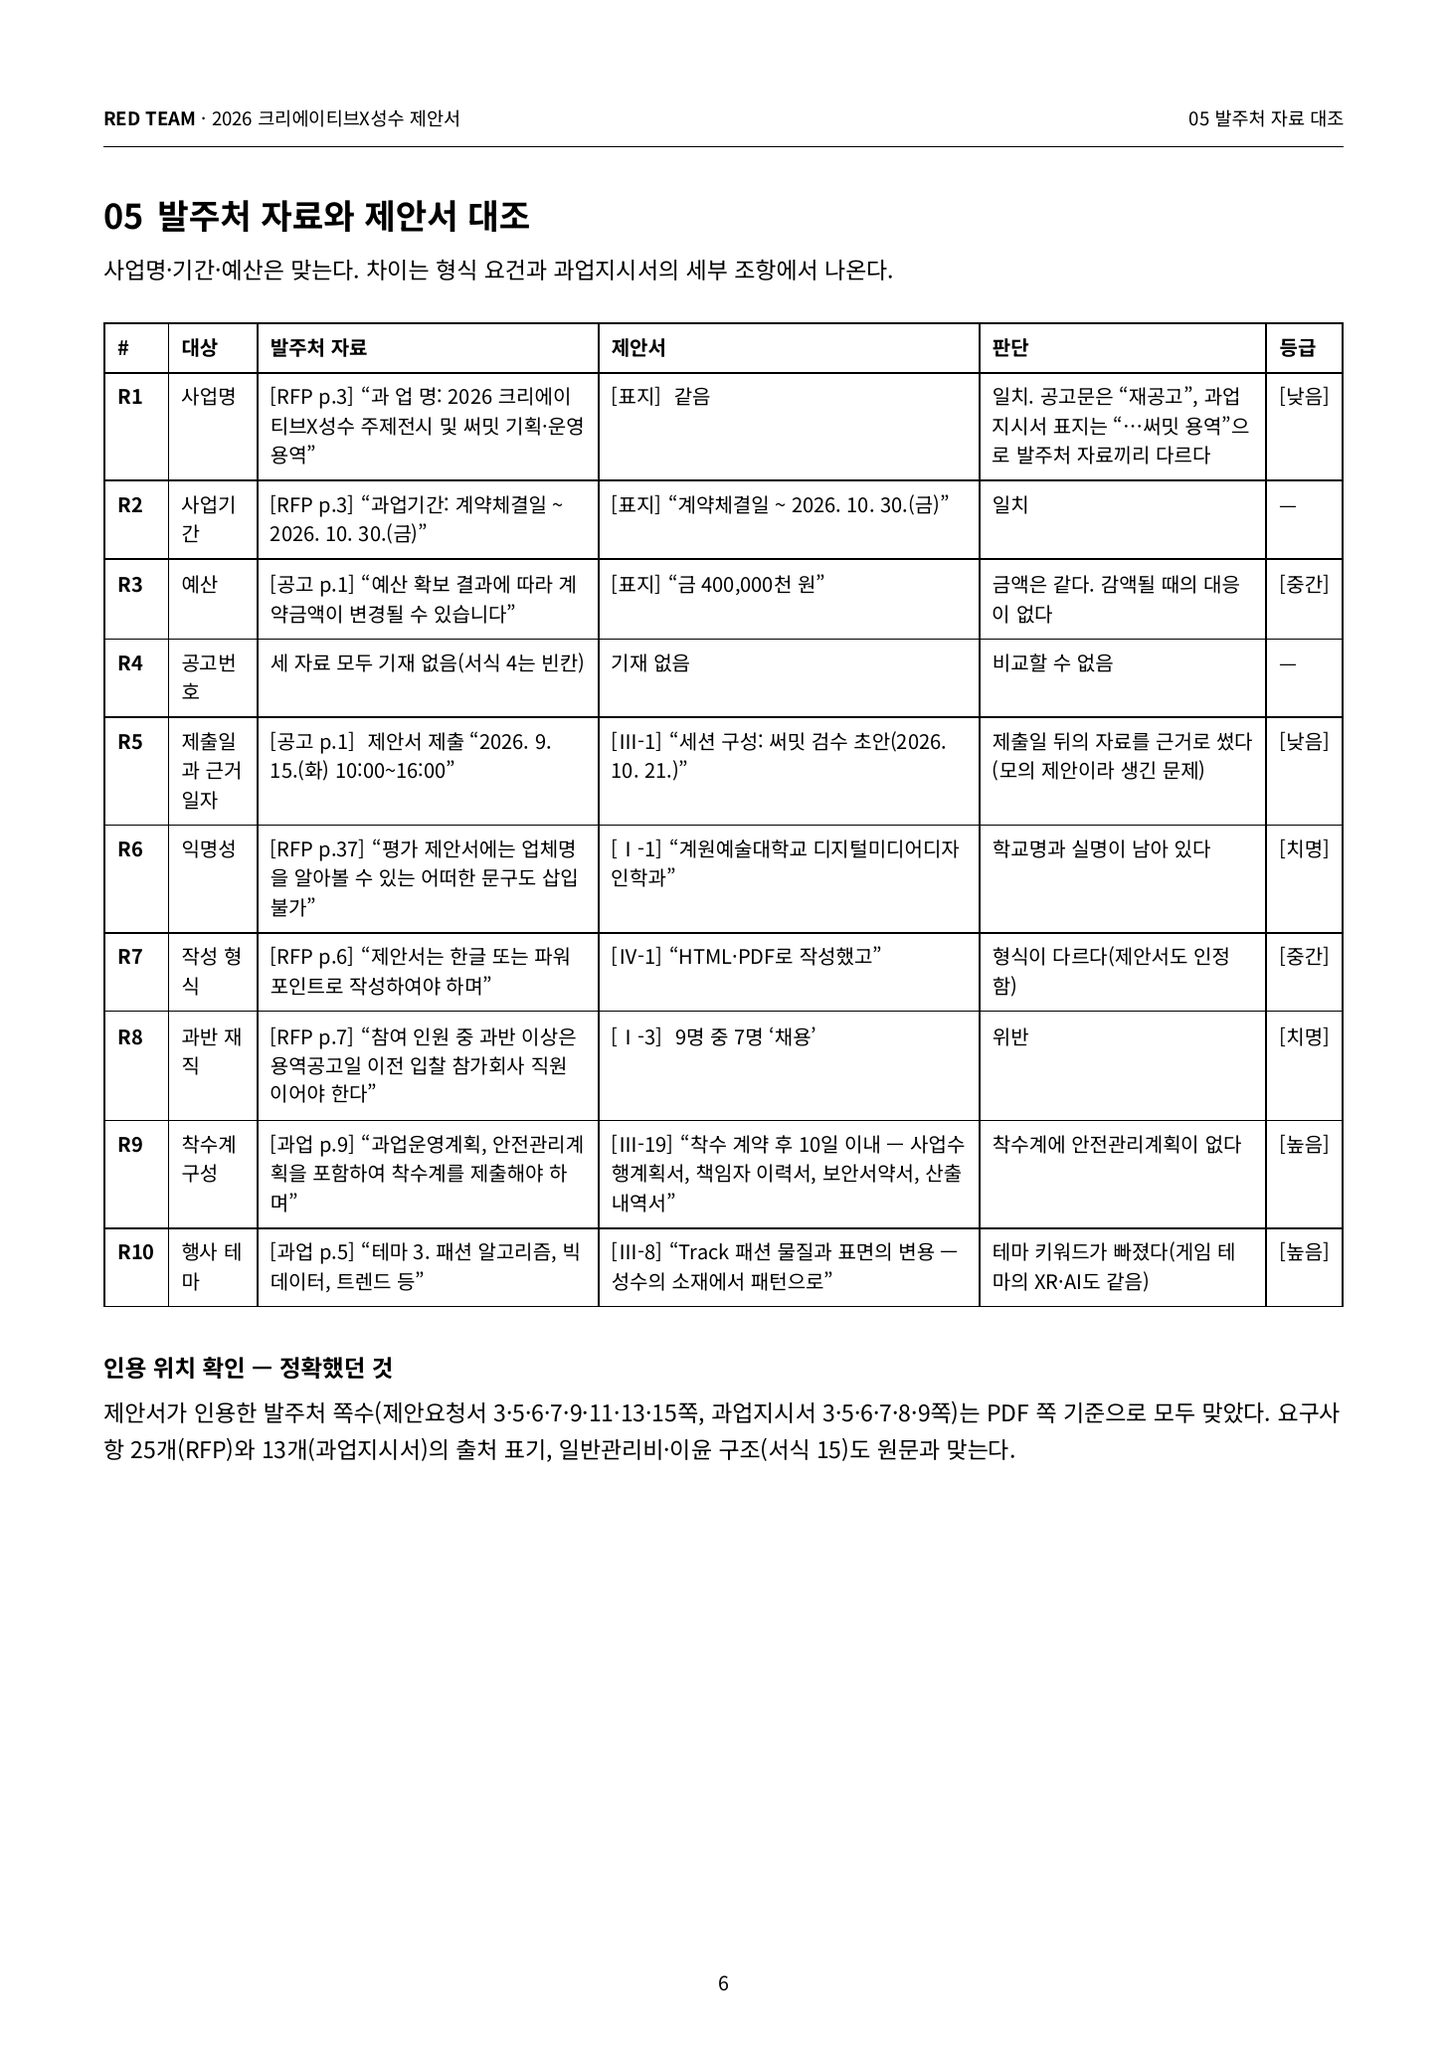 RED TEAM · 2026 크리에이티브X성수 제안서
05 발주처 자료 대조
05 발주처 자료와 제안서 대조
사업명·기간·예산은 맞는다. 차이는 형식 요건과 과업지시서의 세부 조항에서 나온다.
# 대상 발주처 자료 제안서 판단 등급
R1 사업명 [RFP p.3] “과 업 명: 2026 크리에이
티브X성수 주제전시 및 써밋 기획·운영
용역” [표지] 같음 일치. 공고문은 “재공고”, 과업
지시서 표지는 “…써밋 용역”으
로 발주처 자료끼리 다르다 [낮음]
R2 사업기
간 [RFP p.3] “과업기간: 계약체결일 ~
2026. 10. 30.(금)” [표지] “계약체결일 ~ 2026. 10. 30.(금)” 일치 —
R3 예산 [공고 p.1] “예산 확보 결과에 따라 계
약금액이 변경될 수 있습니다” [표지] “금 400,000천 원” 금액은 같다. 감액될 때의 대응
이 없다 [중간]
R4 공고번
호 세 자료 모두 기재 없음(서식 4는 빈칸) 기재 없음 비교할 수 없음 —
R5 제출일
과 근거
일자 [공고 p.1] 제안서 제출 “2026. 9.
15.(화) 10:00~16:00” [Ⅲ-1] “세션 구성: 써밋 검수 초안(2026.
10. 21.)” 제출일 뒤의 자료를 근거로 썼다
(모의 제안이라 생긴 문제) [낮음]
R6 익명성 [RFP p.37] “평가 제안서에는 업체명
을 알아볼 수 있는 어떠한 문구도 삽입
불가” [Ⅰ-1] “계원예술대학교 디지털미디어디자
인학과” 학교명과 실명이 남아 있다 [치명]
R7 작성 형
식 [RFP p.6] “제안서는 한글 또는 파워
포인트로 작성하여야 하며” [Ⅳ-1] “HTML·PDF로 작성했고” 형식이 다르다(제안서도 인정
함) [중간]
R8 과반 재
직 [RFP p.7] “참여 인원 중 과반 이상은
용역공고일 이전 입찰 참가회사 직원
이어야 한다” [Ⅰ-3] 9명 중 7명 ‘채용’ 위반 [치명]
R9 착수계
구성 [과업 p.9] “과업운영계획, 안전관리계
획을 포함하여 착수계를 제출해야 하
며” [Ⅲ-19] “착수 계약 후 10일 이내 — 사업수
행계획서, 책임자 이력서, 보안서약서, 산출
내역서” 착수계에 안전관리계획이 없다 [높음]
R10 행사 테
마 [과업 p.5] “테마 3. 패션 알고리즘, 빅
데이터, 트렌드 등” [Ⅲ-8] “Track 패션 물질과 표면의 변용 —
성수의 소재에서 패턴으로” 테마 키워드가 빠졌다(게임 테
마의 XR·AI도 같음) [높음]
인용 위치 확인 — 정확했던 것
제안서가 인용한 발주처 쪽수(제안요청서 3·5·6·7·9·11·13·15쪽, 과업지시서 3·5·6·7·8·9쪽)는 PDF 쪽 기준으로 모두 맞았다. 요구사
항 25개(RFP)와 13개(과업지시서)의 출처 표기, 일반관리비·이윤 구조(서식 15)도 원문과 맞는다.
6